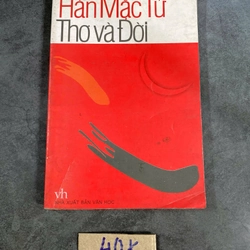 Hàn Mặc Tử
Thơ và Đời
vh
NHÀ XUẤT BẢN VĂN HỌC
40k